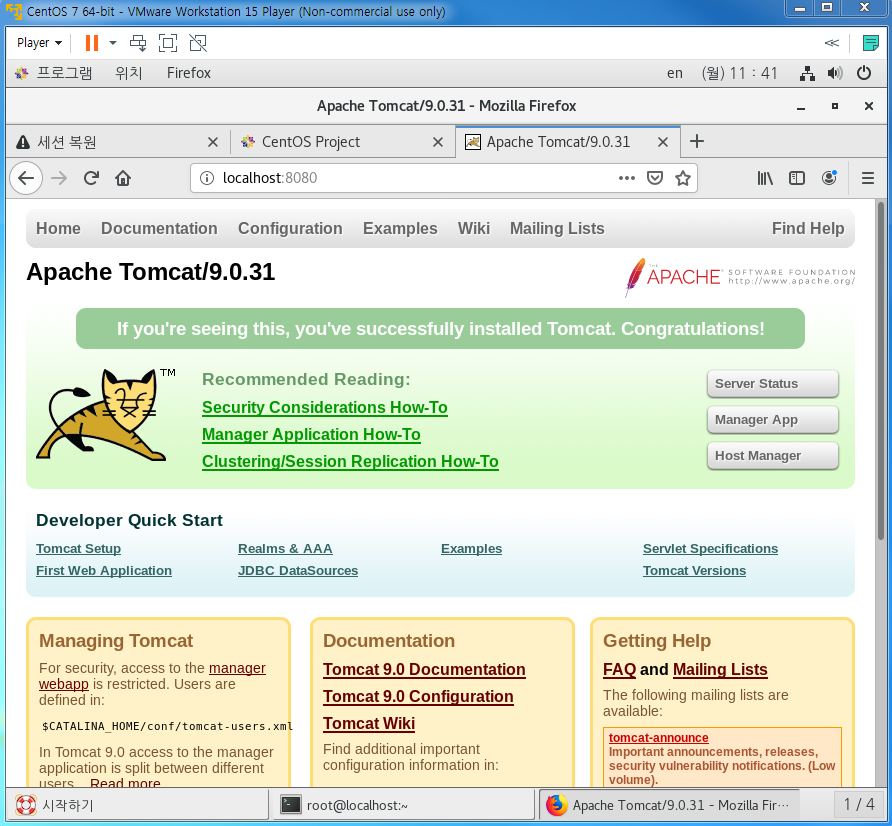 CentOS 7 64-bit - VMware Workstation 15 Player (Non-commercial use only)
Player
프로그램 위치 Firefox en (월) 11 : 41
Apache Tomcat/9.0.31 - Mozilla Firefox
세션 복원 CentOS Project Apache Tomcat/9.0.31
localhost:8080
Home Documentation Configuration Examples Wiki Mailing Lists Find Help
Apache Tomcat/9.0.31
THE
APACHE SOFTWARE FOUNDATION
http://www.apache.org/
If you're seeing this, you've successfully installed Tomcat. Congratulations!
TM
Recommended Reading:
Security Considerations How-To
Manager Application How-To
Clustering/Session Replication How-To
Server Status
Manager App
Host Manager
Developer Quick Start
Tomcat Setup
First Web Application
Realms & AAA
JDBC DataSources
Examples
Servlet Specifications
Tomcat Versions
Managing Tomcat
For security, access to the manager
webapp is restricted. Users are
defined in:
$CATALINA_HOME/conf/tomcat-users.xml
In Tomcat 9.0 access to the manager
application is split between different
users. Read more...
Documentation
Tomcat 9.0 Documentation
Tomcat 9.0 Configuration
Tomcat Wiki
Find additional important
configuration information in:
Getting Help
FAQ and Mailing Lists
The following mailing lists are
available:
tomcat-announce
Important announcements, releases,
security vulnerability notifications. (Low
volume).
시작하기 root@localhost:~ Apache Tomcat/9.0.31 - Mozilla Fir··· 1 / 4